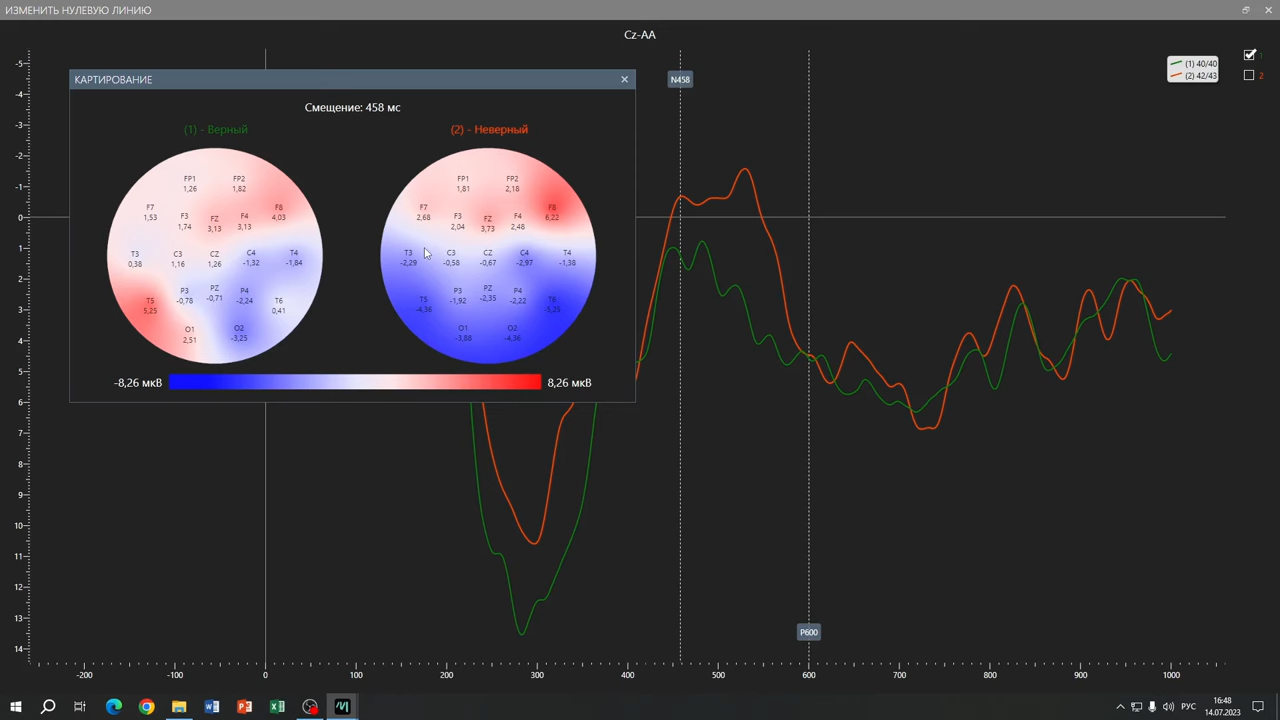 ИЗМЕНИТЬ НУЛЕВУЮ ЛИНИЮ
Cz-AA
(1) 40/40
(2) 42/43
1
2
N458
P600
КАРТИРОВАНИЕ
Смещение: 458 мс
(1) - Верный
FP1 FP2
1,26 1,82
F7 F3 FZ F4 F8
1,53 1,74 3,13 3,13 4,03
T3 C3 CZ C4 T4
0,38 1,16 1,26 -1,32 -1,84
T5 P3 PZ P4 T6
5,25 -0,78 -0,71 -2,24 0,41
O1 O2
2,51 -3,25
(2) - Неверный
FP1 FP2
1,81 2,18
F7 F3 FZ F4 F8
2,68 2,04 3,73 2,48 6,22
T3 C3 CZ C4 T4
-2,29 -0,58 -0,67 -2,97 -1,38
T5 P3 PZ P4 T6
-4,36 -1,92 -2,35 -2,22
O1 O2
-3,88 -4,36
-8,26 мкВ 8,26 мкВ
-5
-4
-3
-2
-1
0
1
2
3
4
5
6
7
8
9
10
11
12
13
14
-200 -100 0 100 200 300 400 500 600 700 800 900 1000
РУС
16:48
14.07.2023